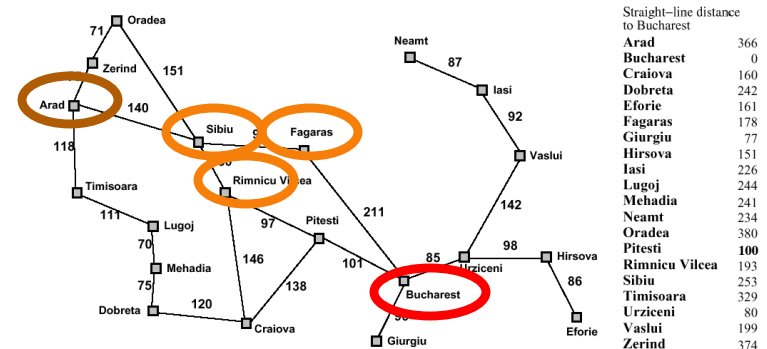 Oradea
71
Neamt
87
Zerind
151
Iasi
Arad
140
92
Sibiu
Fagaras
118
Vaslui
Rimnicu Vilcea
Timisoara
111
Lugoj
97
Pitesti
211
142
70
Mehadia
146
101
85
98
Hirsova
Urziceni
75
138
86
Bucharest
Dobreta
120
Craiova
Giurgiu
Eforie
Straight-line distance
to Bucharest
Arad 366
Bucharest 0
Craiova 160
Dobreta 242
Eforie 161
Fagaras 178
Giurgiu 77
Hirsova 151
Iasi 226
Lugoj 244
Mehadia 241
Neamt 234
Oradea 380
Pitesti 100
Rimnicu Vilcea 193
Sibiu 253
Timisoara 329
Urziceni 80
Vaslui 199
Zerind 374